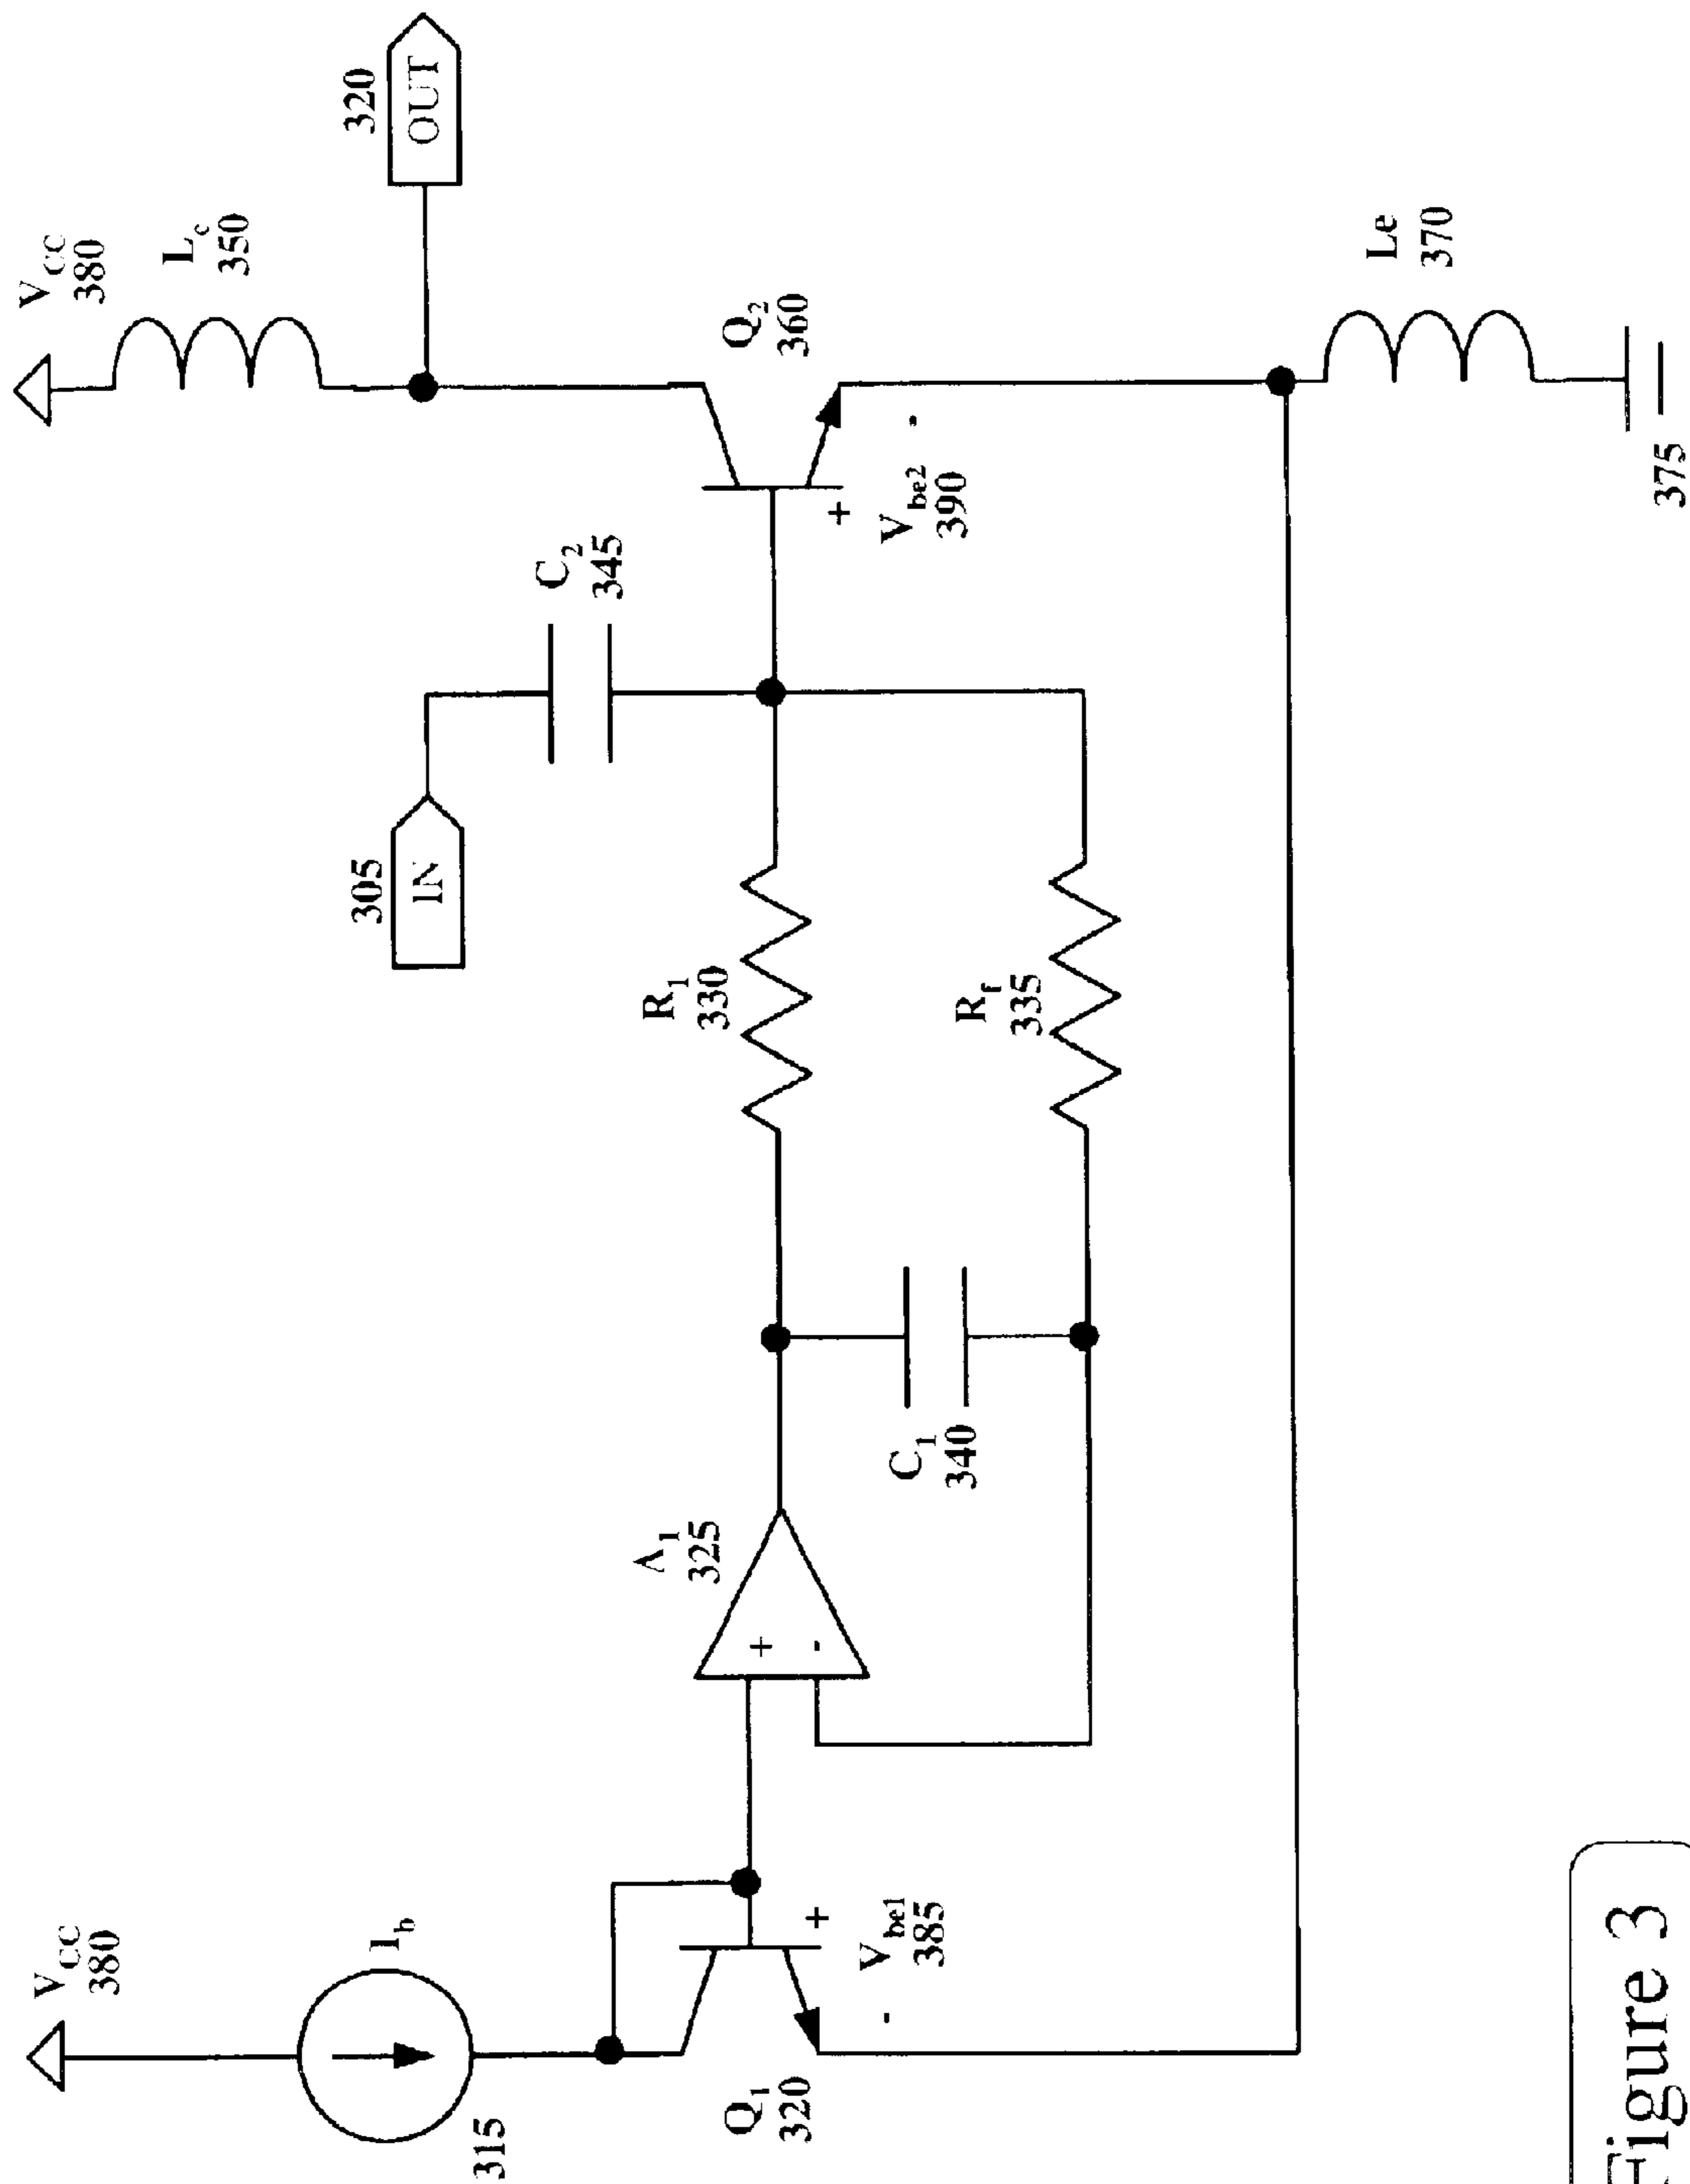 V_CC
380
I_b
315
Q_1
320
V_be1
385
+
-
A_1
325
+
-
C_1
340
R_1
330
R_f
335
305
IN
C_2
345
V_CC
380
L_c
350
320
OUT
Q_2
360
+
-
V_be2
390
Le
370
375
Figure 3